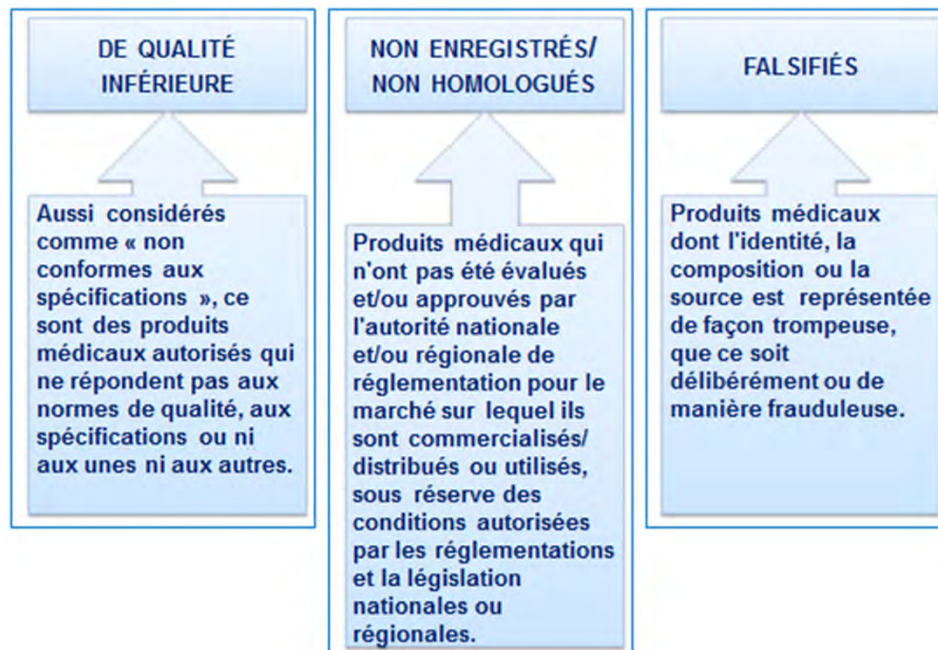 DE QUALITÉ
INFÉRIEURE
Aussi considérés
comme « non
conformes aux
spécifications », ce
sont des produits
médicaux autorisés qui
ne répondent pas aux
normes de qualité, aux
spécifications ou ni
aux unes ni aux autres.
NON ENREGISTRÉS/
NON HOMOLOGUÉS
Produits médicaux qui
n'ont pas été évalués
et/ou approuvés par
l'autorité nationale
et/ou régionale de
réglementation pour le
marché sur lequel ils
sont commercialisés/
distribués ou utilisés,
sous réserve des
conditions autorisées
par les réglementations
et la législation
nationales ou
régionales.
FALSIFIÉS
Produits médicaux
dont l'identité, la
composition ou la
source est représentée
de façon trompeuse,
que ce soit
délibérément ou de
manière frauduleuse.